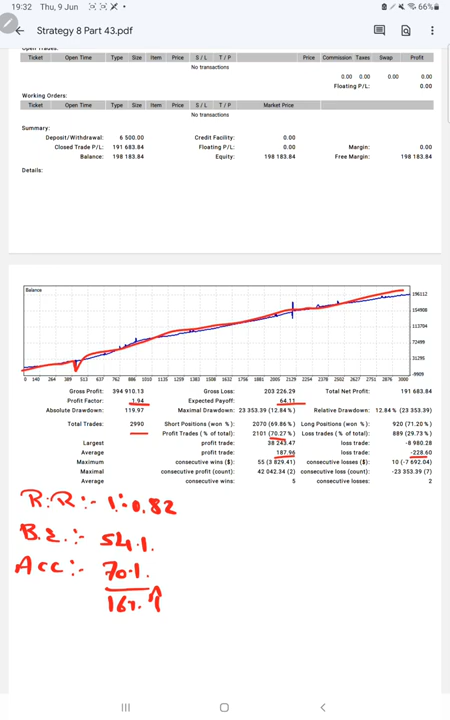 19:32 Thu, 9 Jun 66%
Strategy 8 Part 43.pdf
Open Trades:
Ticket Open Time Type Size Item Price S / L T / P Price Commission Taxes Swap Profit
No transactions
0.00 0.00 0.00 0.00
Floating P/L: 0.00
Working Orders:
Ticket Open Time Type Size Item Price S / L T / P Market Price
No transactions
Summary:
Deposit/Withdrawal: 6 500.00 Credit Facility: 0.00
Closed Trade P/L: 191 683.84 Floating P/L: 0.00 Margin: 0.00
Balance: 198 183.84 Equity: 198 183.84 Free Margin: 198 183.84
Details:
Balance
196112
154908
113704
72499
31295
-9909
0 140 264 389 513 637 762 886 1010 1135 1259 1383 1508 1632 1756 1881 2005 2129 2254 2378 2502 2627 2751 2876 3000
Gross Profit: 394 910.13 Gross Loss: 203 226.29 Total Net Profit: 191 683.84
Profit Factor: 1.94 Expected Payoff: 64.11
Absolute Drawdown: 119.97 Maximal Drawdown: 23 353.39 (12.84 %) Relative Drawdown: 12.84 % (23 353.39)
Total Trades: 2990 Short Positions (won %): 2070 (69.86 %) Long Positions (won %): 920 (71.20 %)
Profit Trades (% of total): 2101 (70.27 %) Loss trades (% of total): 889 (29.73 %)
Largest profit trade: 38 243.47 loss trade: -8 980.28
Average profit trade: 187.96 loss trade: -228.60
Maximum consecutive wins ($): 55 (3 829.41) consecutive losses ($): 10 (-7 692.04)
Maximal consecutive profit (count): 42 042.34 (2) consecutive loss (count): -23 353.39 (7)
Average consecutive wins: 5 consecutive losses: 2
R:R:- 1:0.82
B.E.:- 54%.
Acc:- 70%.
16%. ↑